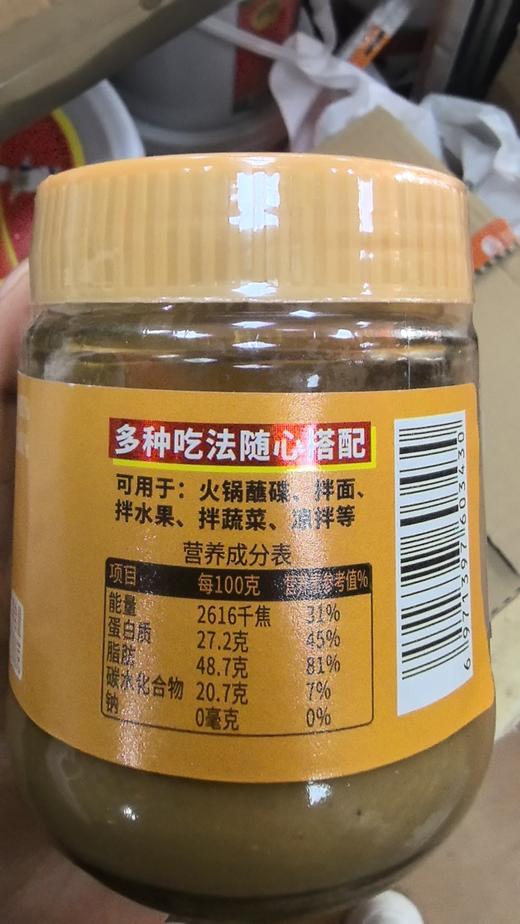 多种吃法随心搭配
可用于：火锅蘸碟、拌面、
拌水果、拌蔬菜、凉拌等
营养成分表
项目 每100克 营养素参考值%
能量 2616千焦 31%
蛋白质 27.2克 45%
脂肪 48.7克 81%
碳水化合物 20.7克 7%
钠 0毫克 0%
6 971397 603430